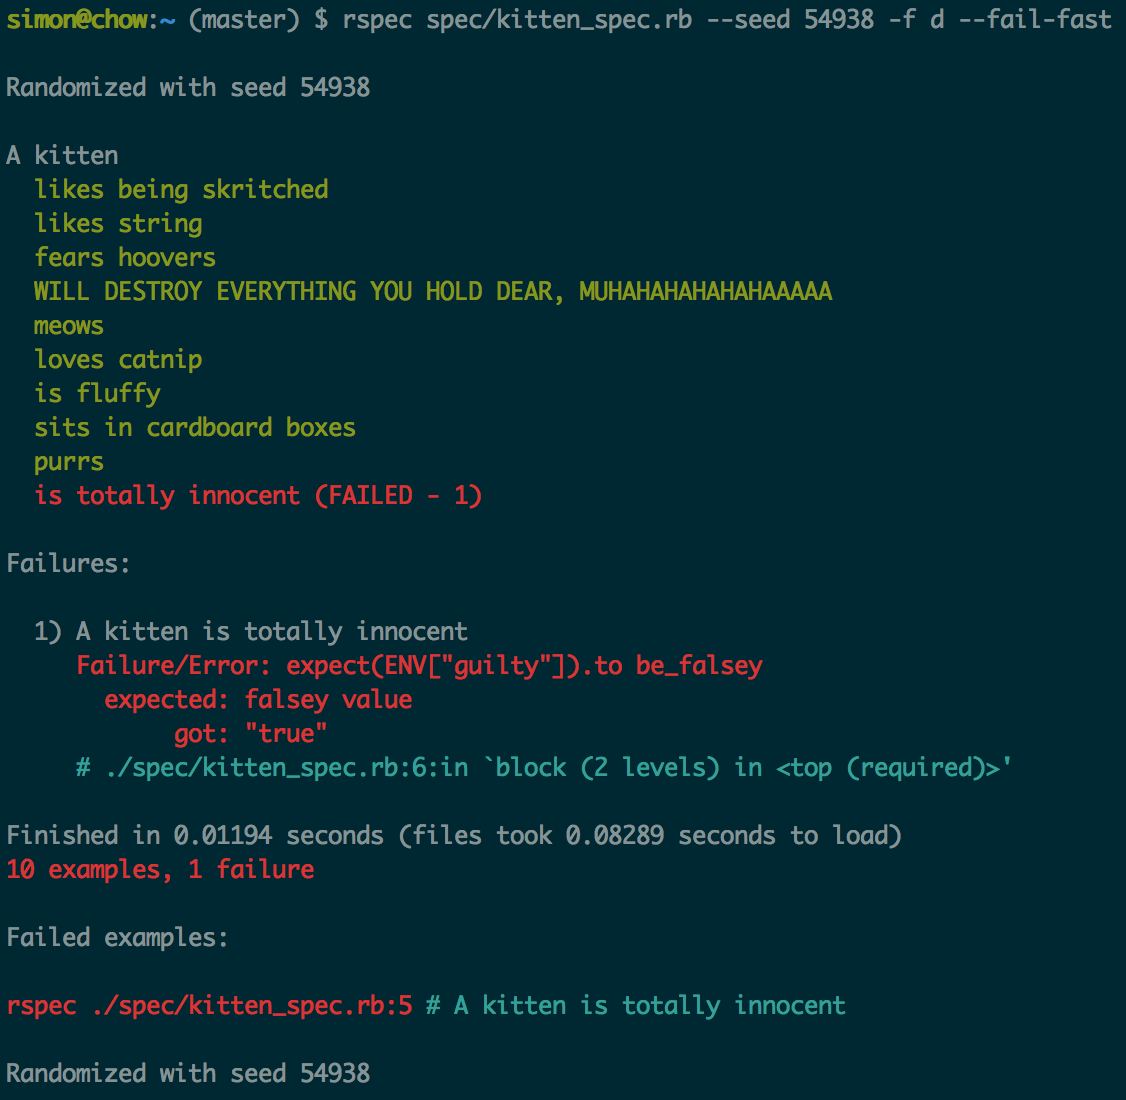 simon@chow:~ (master) $ rspec spec/kitten_spec.rb --seed 54938 -f d --fail-fast
Randomized with seed 54938
A kitten
likes being skritched
likes string
fears hoovers
WILL DESTROY EVERYTHING YOU HOLD DEAR, MUHAHAHAHAHAHAAAAA
meows
loves catnip
is fluffy
sits in cardboard boxes
purrs
is totally innocent (FAILED - 1)
Failures:
1) A kitten is totally innocent
Failure/Error: expect(ENV["guilty"]).to be_falsey
expected: falsey value
got: "true"
# ./spec/kitten_spec.rb:6:in `block (2 levels) in <top (required)>'
Finished in 0.01194 seconds (files took 0.08289 seconds to load)
10 examples, 1 failure
Failed examples:
rspec ./spec/kitten_spec.rb:5 # A kitten is totally innocent
Randomized with seed 54938